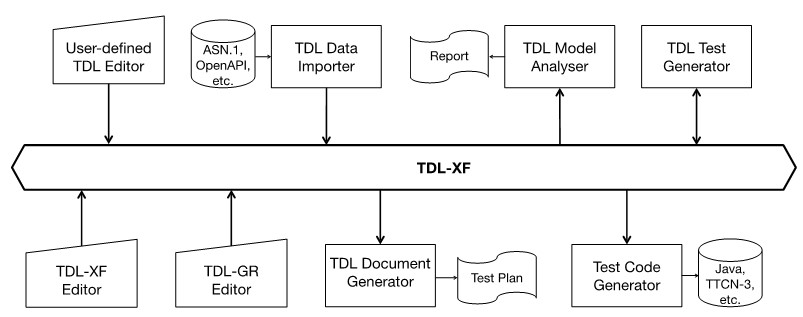 User-defined
TDL Editor
ASN.1,
OpenAPI,
etc.
TDL Data
Importer
Report
TDL Model
Analyser
TDL Test
Generator
TDL-XF
TDL-XF
Editor
TDL-GR
Editor
TDL Document
Generator
Test Plan
Test Code
Generator
Java,
TTCN-3,
etc.